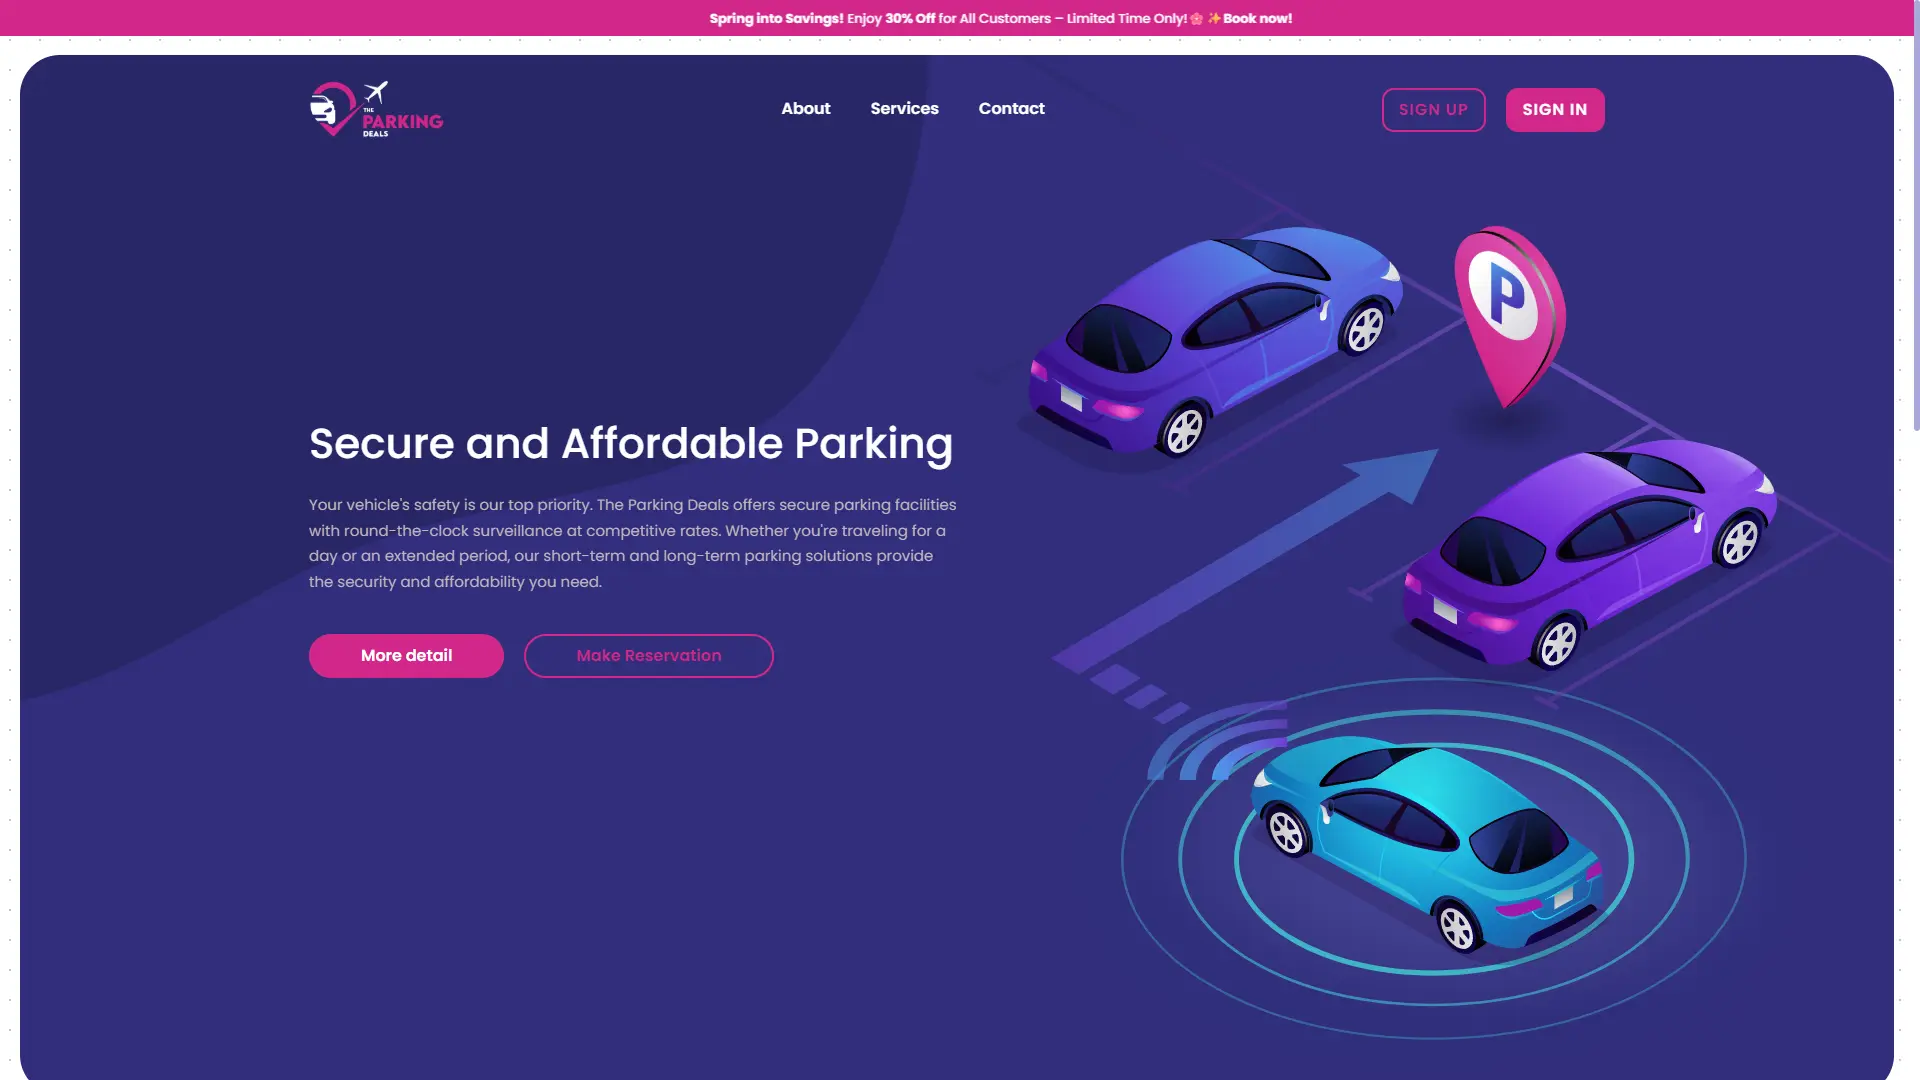 Spring into Savings! Enjoy 30% Off for All Customers – Limited Time Only!🌸 ✨Book now!
THE
PARKING
DEALS
About
Services
Contact
SIGN UP
SIGN IN
P
Secure and Affordable Parking
Your vehicle's safety is our top priority. The Parking Deals offers secure parking facilities
with round-the-clock surveillance at competitive rates. Whether you're traveling for a
day or an extended period, our short-term and long-term parking solutions provide
the security and affordability you need.
More detail
Make Reservation